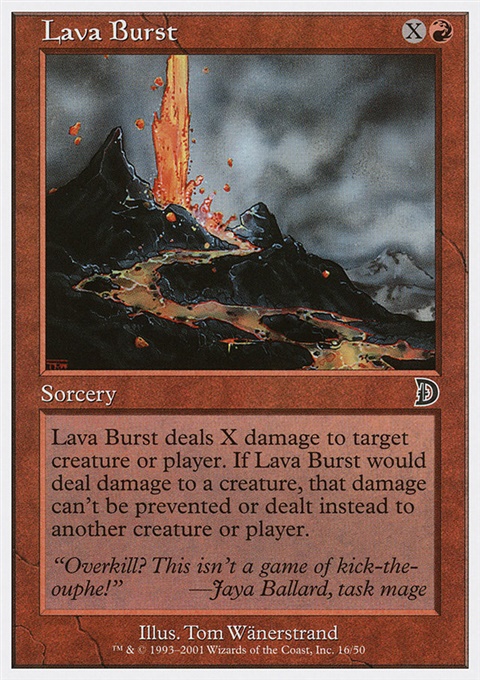 Lava Burst
X
TKW
Sorcery
D
Lava Burst deals X damage to target
creature or player. If Lava Burst would
deal damage to a creature, that damage
can't be prevented or dealt instead to
another creature or player.
“Overkill? This isn't a game of kick-the-
ouphe!” —Jaya Ballard, task mage
Illus. Tom Wänerstrand
™ & © 1993–2001 Wizards of the Coast, Inc. 16/50